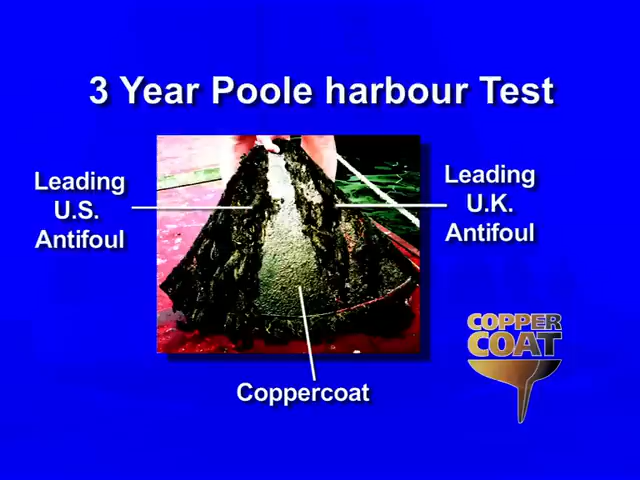 3 Year Poole harbour Test
Leading
U.S.
Antifoul
Leading
U.K.
Antifoul
COPPER
COAT
Coppercoat